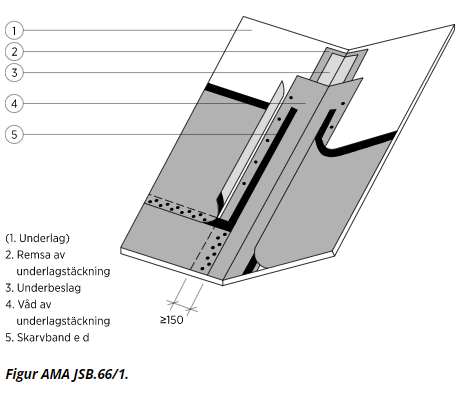 1
2
3
4
5
(1. Underlag)
2. Remsa av
underlagstäckning
3. Underbeslag
4. Våd av
underlagstäckning
5. Skarvband e d
≥150
Figur AMA JSB.66/1.